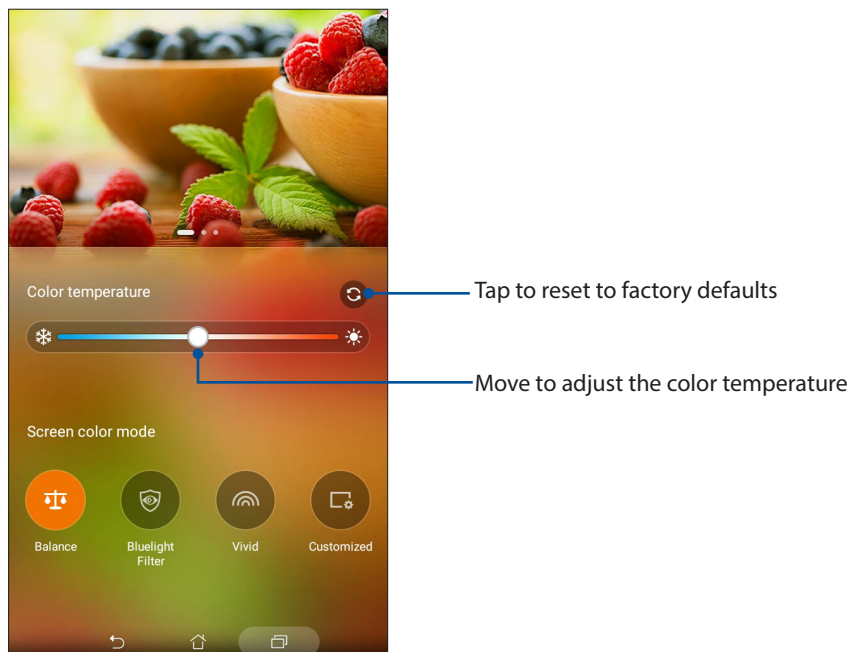 Color temperature
Tap to reset to factory defaults
Move to adjust the color temperature
Screen color mode
Balance
Bluelight
Filter
Vivid
Customized